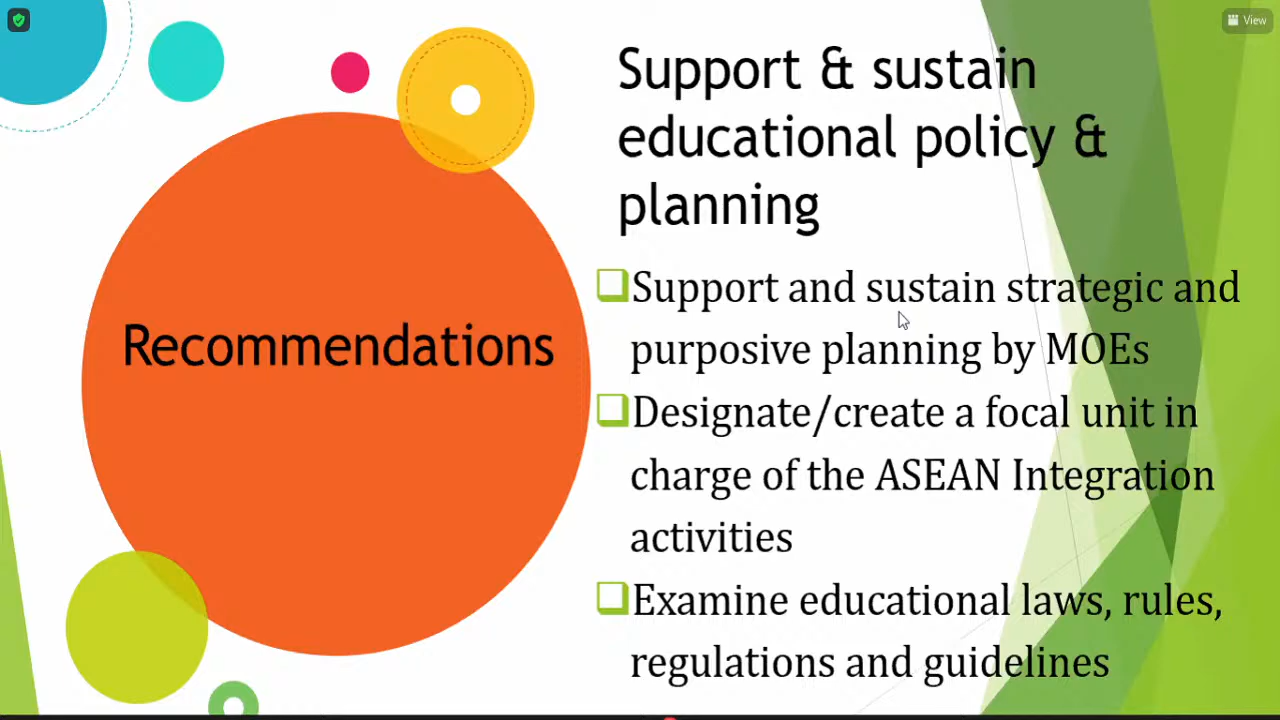 View
Support & sustain
educational policy &
planning
Recommendations
Support and sustain strategic and
purposive planning by MOEs
Designate/create a focal unit in
charge of the ASEAN Integration
activities
Examine educational laws, rules,
regulations and guidelines